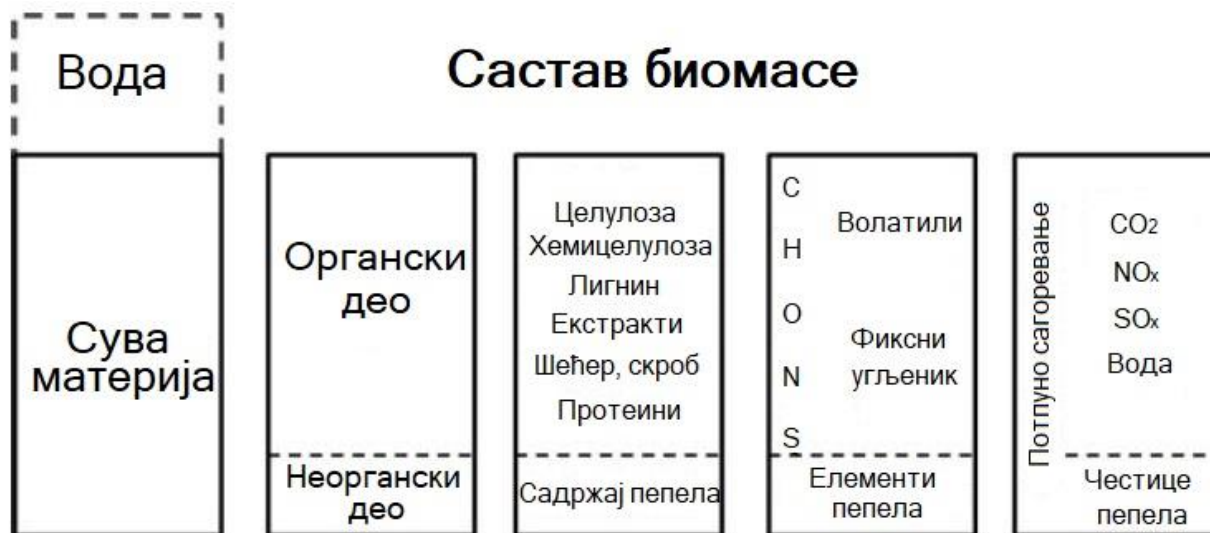 Вода
Састав биомасе
Сува
материја
Органски
део
Неоргански
део
Целулоза
Хемицелулоза
Лигнин
Екстракти
Шећер, скроб
Протеини
Садржај пепела
C
H
O
N
S
Волатили
Фиксни
угљеник
Елементи
пепела
Потпуно сагоревање
CO2
NOx
SOx
Вода
Честице
пепела